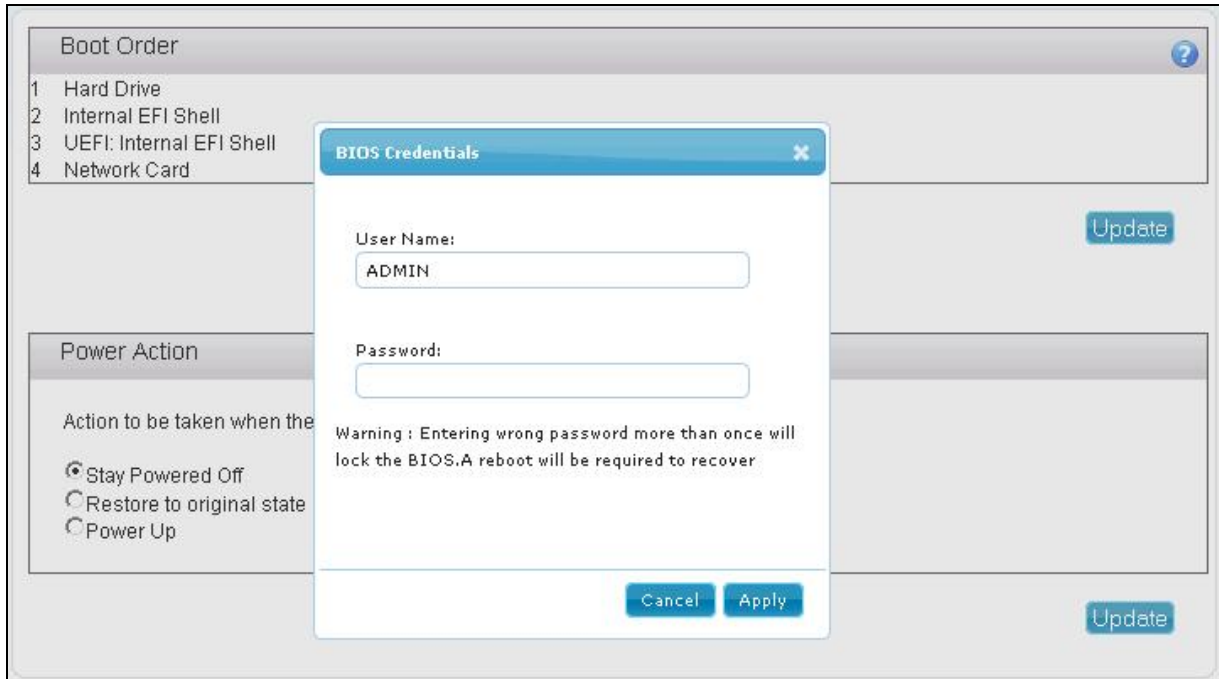 Boot Order
?
1 Hard Drive
2 Internal EFI Shell
3 UEFI: Internal EFI Shell
4 Network Card
Update
BIOS Credentials
User Name:
ADMIN
Password:
Warning : Entering wrong password more than once will
lock the BIOS.A reboot will be required to recover
Cancel Apply
Power Action
Action to be taken when the
Stay Powered Off
Restore to original state
Power Up
Update